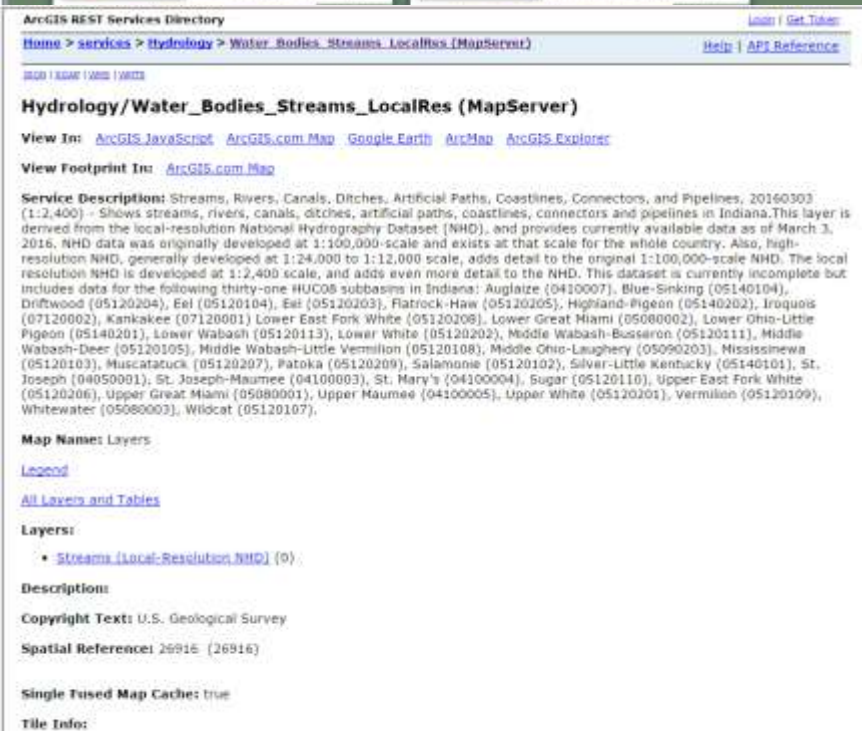 ArcGIS REST Services Directory
Login | Get Token
Home > services > Hydrology > Water_Bodies_Streams_LocalRes (MapServer)
Help | API Reference
JSON | SOAP | WMS | WMTS
Hydrology/Water_Bodies_Streams_LocalRes (MapServer)
View In: ArcGIS JavaScript ArcGIS.com Map Google Earth ArcMap ArcGIS Explorer
View Footprint In: ArcGIS.com Map
Service Description: Streams, Rivers, Canals, Ditches, Artificial Paths, Coastlines, Connectors, and Pipelines, 20160303
(1:2,400) - Shows streams, rivers, canals, ditches, artificial paths, coastlines, connectors and pipelines in Indiana.This layer is
derived from the local-resolution National Hydrography Dataset (NHD), and provides currently available data as of March 3,
2016. NHD data was originally developed at 1:100,000-scale and exists at that scale for the whole country. Also, high-
resolution NHD, generally developed at 1:24,000 to 1:12,000 scale, adds detail to the original 1:100,000-scale NHD. The local
resolution NHD is developed at 1:2,400 scale, and adds even more detail to the NHD. This dataset is currently incomplete but
includes data for the following thirty-one HUC08 subbasins in Indiana: Auglaize (0410007), Blue-Sinking (05140104),
Driftwood (05120204), Eel (05120104), Eel (05120203), Flatrock-Haw (05120205), Highland-Pigeon (05140202), Iroquois
(07120002), Kankakee (07120001) Lower East Fork White (05120208), Lower Great Miami (05080002), Lower Ohio-Little
Pigeon (05140201), Lower Wabash (05120113), Lower White (05120202), Middle Wabash-Busseron (05120111), Middle
Wabash-Deer (05120105), Middle Wabash-Little Vermilion (05120108), Middle Ohio-Laughery (05090203), Mississinewa
(05120103), Muscatatuck (05120207), Patoka (05120209), Salamonie (05120102), Silver-Little Kentucky (05140101), St.
Joseph (04050001), St. Joseph-Maumee (04100003), St. Mary's (04100004), Sugar (05120110), Upper East Fork White
(05120206), Upper Great Miami (05080001), Upper Maumee (04100005), Upper White (05120201), Vermilion (05120109),
Whitewater (05080003), Wildcat (05120107).
Map Name: Layers
Legend
All Layers and Tables
Layers:
• Streams (Local-Resolution NHD) (0)
Description:
Copyright Text: U.S. Geological Survey
Spatial Reference: 26916 (26916)
Single Fused Map Cache: true
Tile Info: